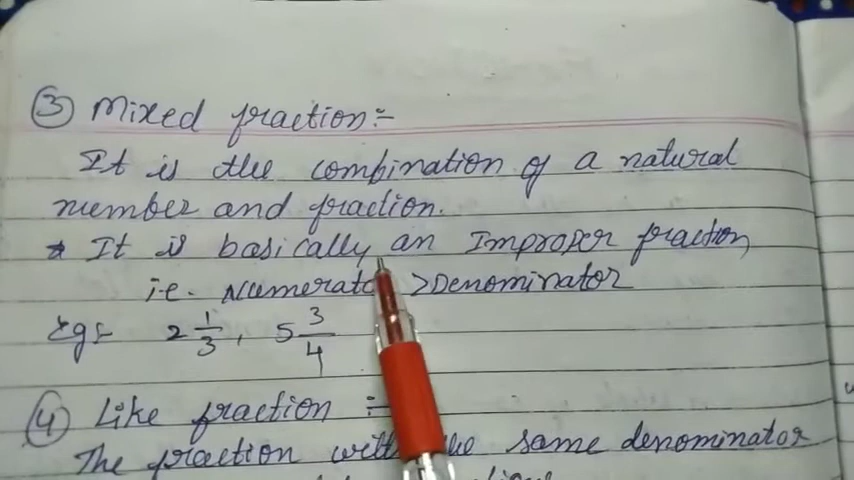 ③ Mixed fraction:-
It is the combination of a natural
number and fraction.
* It is basically an Improper fraction,
i.e. Numerato >Denominator
Eg:- 2 1/3, 5 3/4
④ Like fraction :-
The fraction with the same denominator